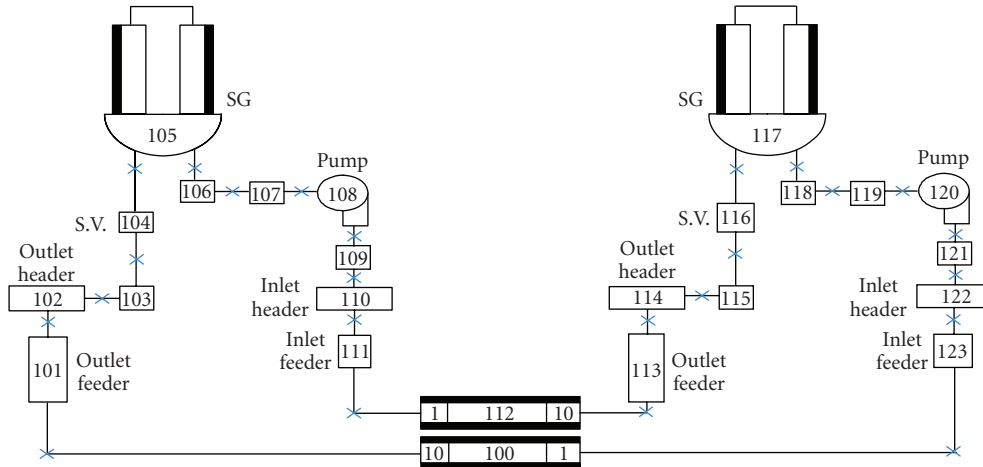 SG
105
Pump
106
107
108
S.V.
104
109
Outlet
header
102
103
Inlet
header
110
Inlet
feeder
111
101
Outlet
feeder
SG
117
Pump
118
119
120
S.V.
116
121
Outlet
header
114
115
Inlet
header
122
Inlet
feeder
123
113
Outlet
feeder
1 112 10
10 100 1